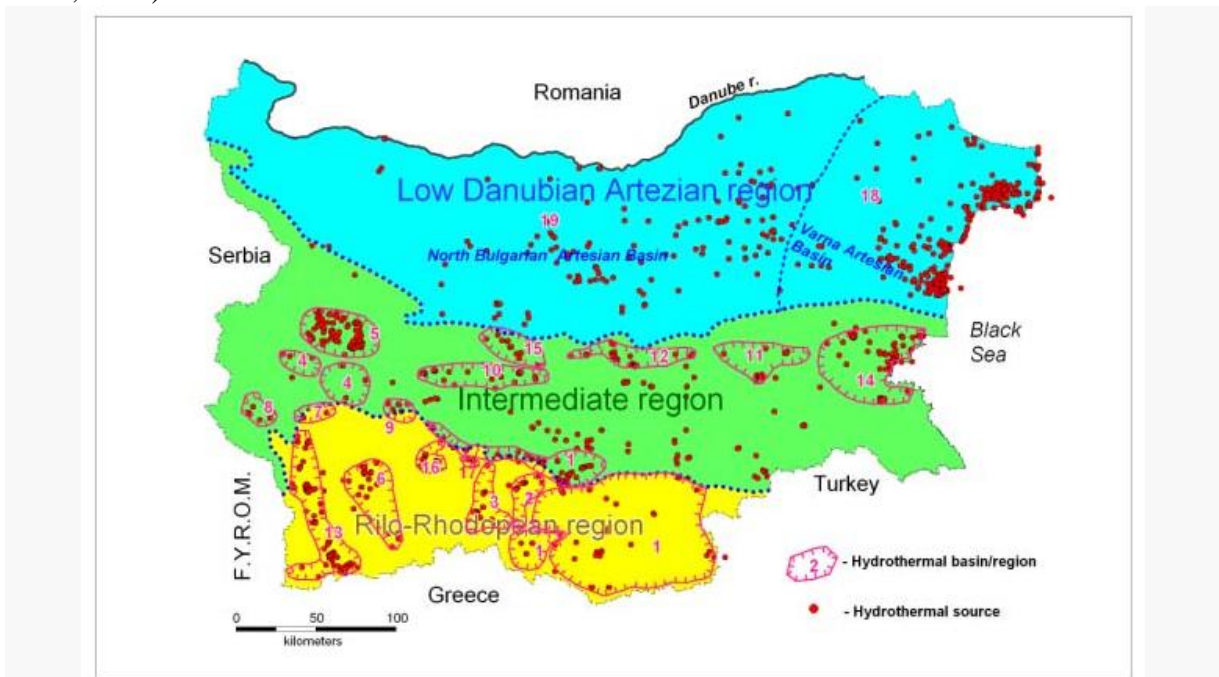 Romania
Danube r.
Low Danubian Artezian region
18
19
North Bulgarian Artesian Basin
Varna Artesian
Basin
Serbia
Black
Sea
5
15
12
11
4
10
14
4
Intermediate region
8
7
9
1
16
17
6
3
2
Turkey
F.Y.R.O.M.
13
Rilo-Rhodopean region
1
1
Greece
2
- Hydrothermal basin/region
- Hydrothermal source
0 50 100
kilometers